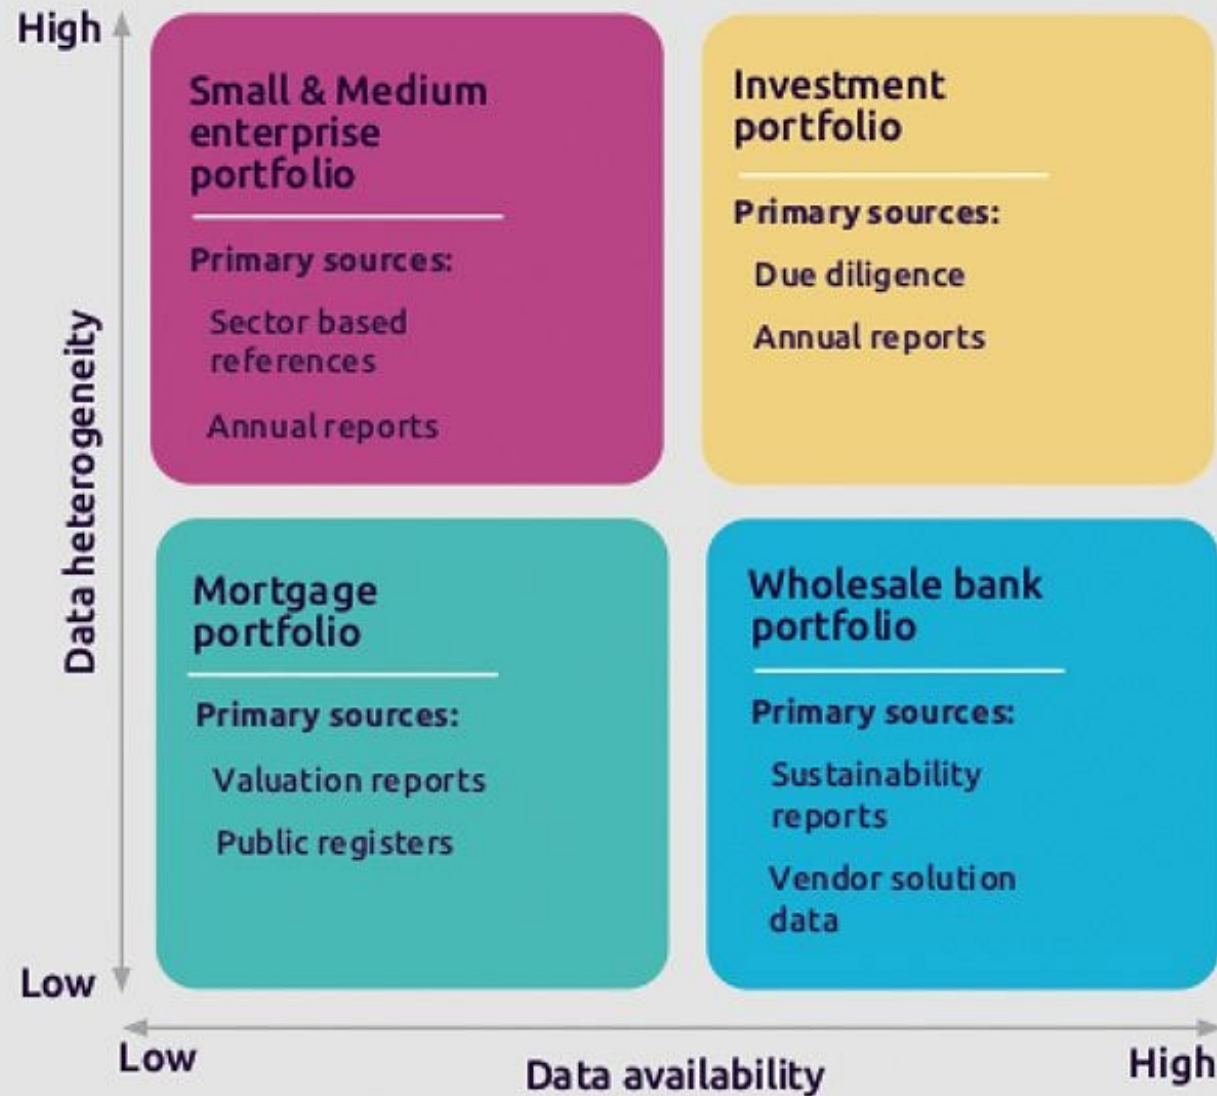 High
Small & Medium
enterprise
portfolio
Primary sources:
Sector based
references
Annual reports
Investment
portfolio
Primary sources:
Due diligence
Annual reports
Data heterogeneity
Mortgage
portfolio
Primary sources:
Valuation reports
Public registers
Wholesale bank
portfolio
Primary sources:
Sustainability
reports
Vendor solution
data
Low
Low
Data availability
High